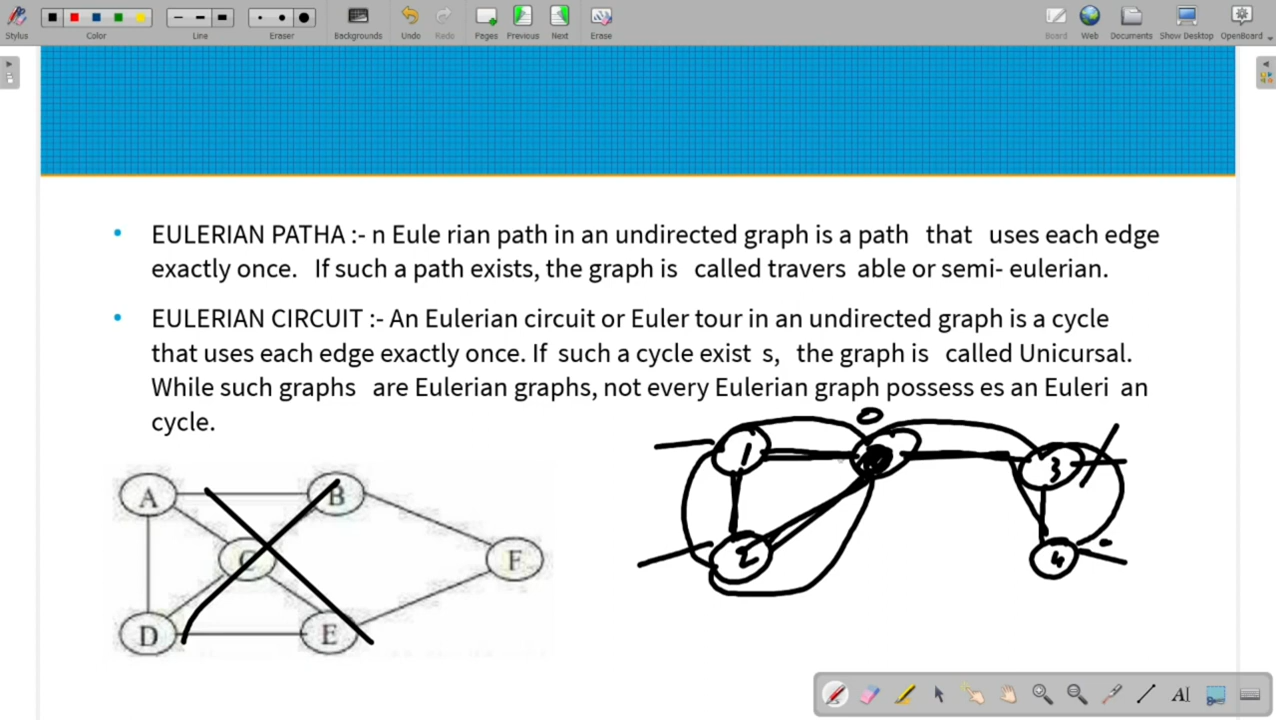 Stylus Color Line Eraser Backgrounds Undo Redo Pages Previous Next Erase Board Web Documents Show Desktop OpenBoard
• EULERIAN PATHA :- n Eule rian path in an undirected graph is a path that uses each edge
exactly once. If such a path exists, the graph is called travers able or semi- eulerian.
• EULERIAN CIRCUIT :- An Eulerian circuit or Euler tour in an undirected graph is a cycle
that uses each edge exactly once. If such a cycle exist s, the graph is called Unicursal.
While such graphs are Eulerian graphs, not every Eulerian graph possess es an Euleri an
cycle.
0
1 3
A B
C F
2 4
D E
AI